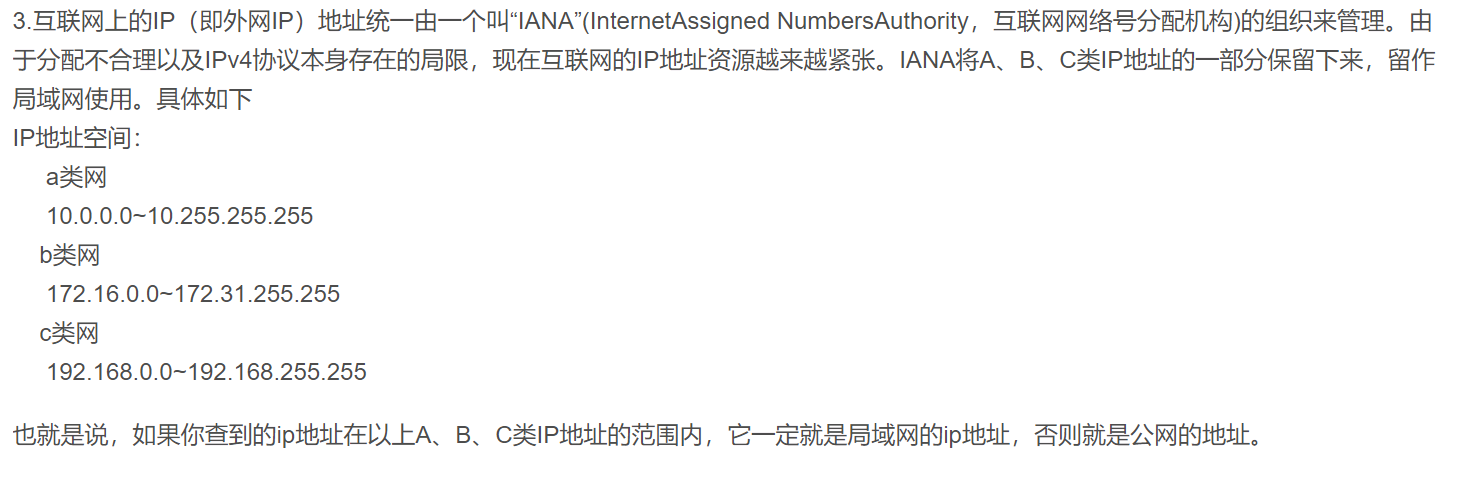 3.互联网上的IP（即外网IP）地址统一由一个叫“IANA”(InternetAssigned NumbersAuthority，互联网网络号分配机构)的组织来管理。由
于分配不合理以及IPv4协议本身存在的局限，现在互联网的IP地址资源越来越紧张。IANA将A、B、C类IP地址的一部分保留下来，留作
局域网使用。具体如下
IP地址空间：
a类网
10.0.0.0~10.255.255.255
b类网
172.16.0.0~172.31.255.255
c类网
192.168.0.0~192.168.255.255
也就是说，如果你查到的ip地址在以上A、B、C类IP地址的范围内，它一定就是局域网的ip地址，否则就是公网的地址。